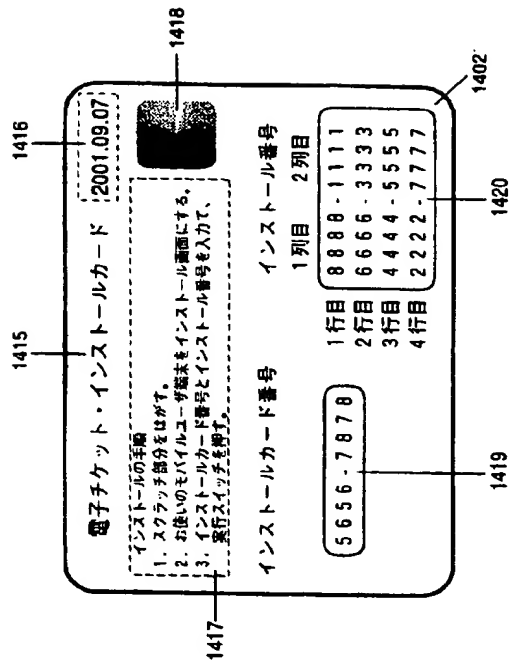 1416
1418
1415
電子チケット・インストールカード
2001.09.07
インストールの手順
1. スクラッチ部分をはがす。
2. お使いのモバイルユーザ端末をインストール画面にする。
3. インストールカード番号とインストール番号を入力て、
実行スイッチを押す。
1417
インストールカード番号
インストール番号
1列目 2列目
1行目 8888-1111
2行目 6666-3333
3行目 4444-5555
4行目 2222-7777
5656-7878
1402
1419
1420